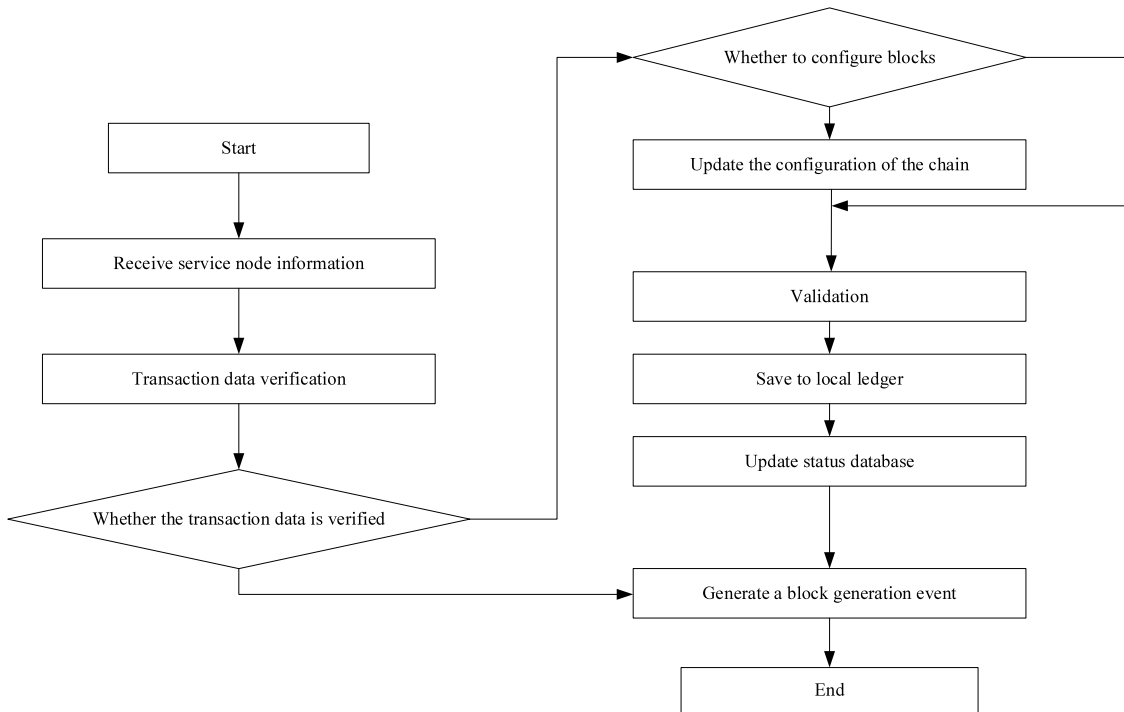 Start
Receive service node information
Transaction data verification
Whether the transaction data is verified
Whether to configure blocks
Update the configuration of the chain
Validation
Save to local ledger
Update status database
Generate a block generation event
End